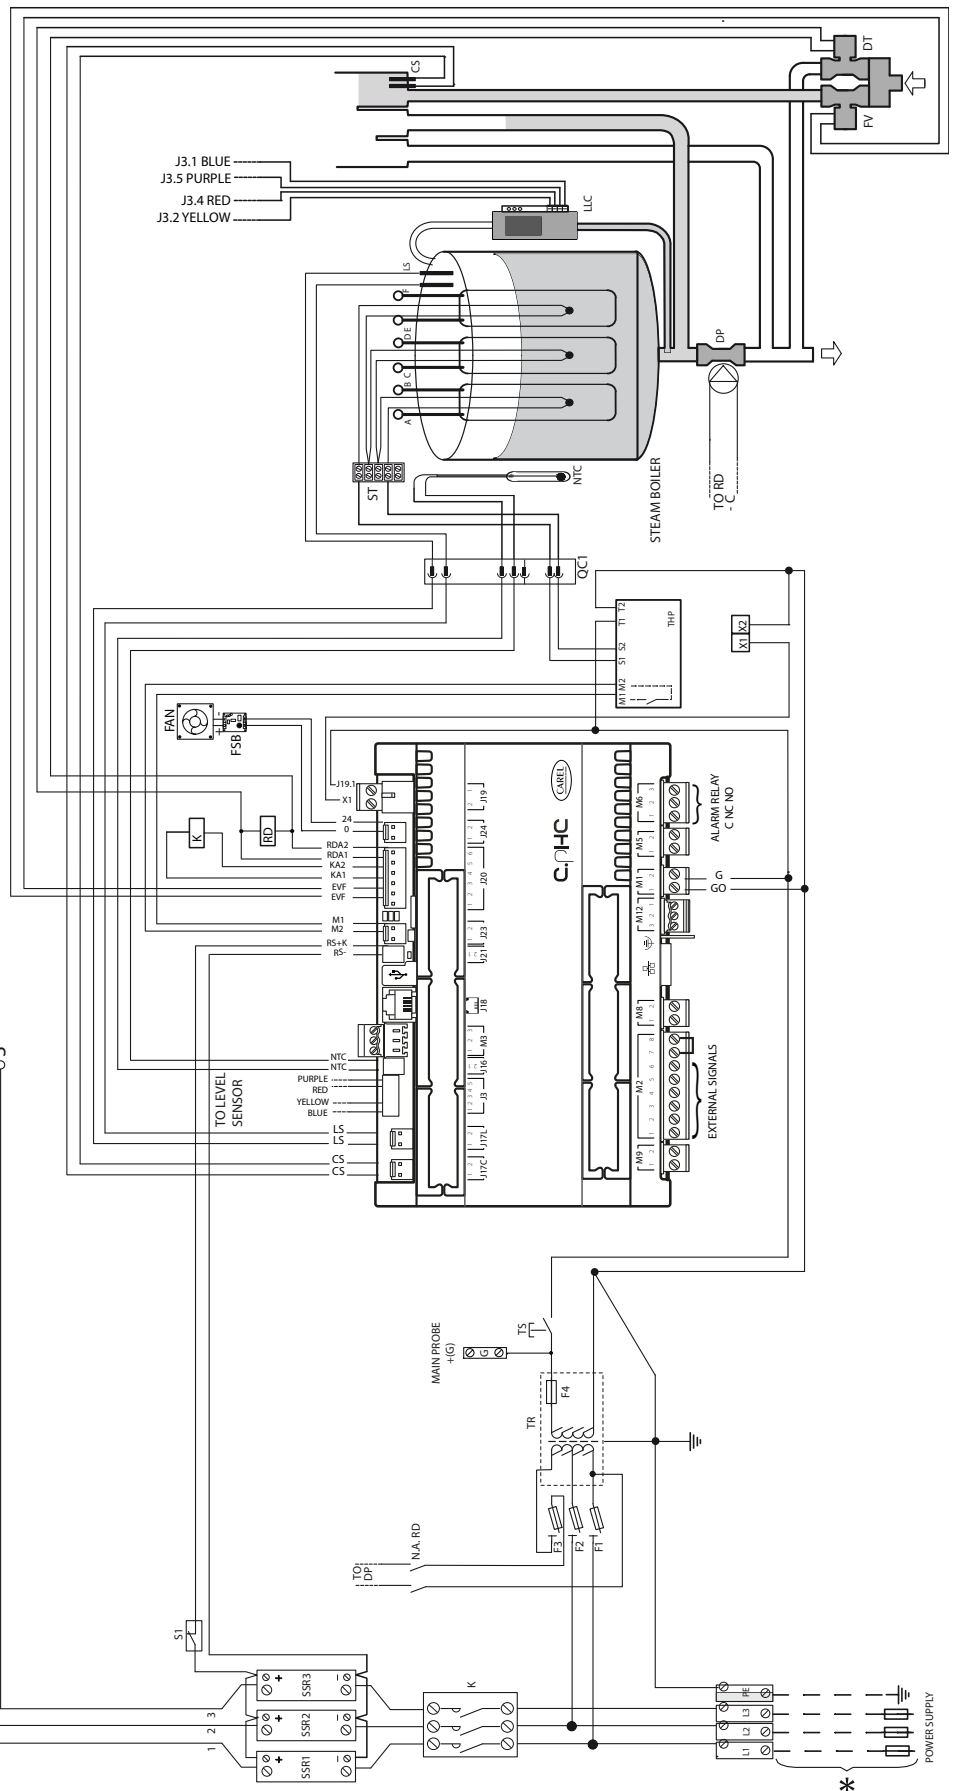 CS
DT
FV
J3.1 BLUE
J3.5 PURPLE
J3.4 RED
J3.2 YELLOW
LLC
LS
F
D E
B C
A
DP
ST
NTC
STEAM BOILER
TO RD
- C
QC1
T2
T1
THP
S2
S1
M2
M1
X2
X1
FAN
- +
FSB
K
RD
J19.1
X1
24
0
RDA2
RDA1
KA2
KA1
EVF
EVF
M1
M2
RS+K
RS-
NTC
NTC
PURPLE
RED
YELLOW
BLUE
LS
LS
CS
CS
TO LEVEL
SENSOR
J19
J24
J20
J23
J21
J18
M3
J16
J3
J17L
J17C
CAREL
M6
M5
M1
M12
M8
M2
M9
ALARM RELAY
C NC NO
G
GO
EXTERNAL SIGNALS
MAIN PROBE
+(G)
G
TS
TR
F4
F3
F2
F1
TO
DP
N.A. RD
S1
SSR3
SSR2
SSR1
3
2
1
K
PE
L3
L2
L1
POWER SUPPLY
*